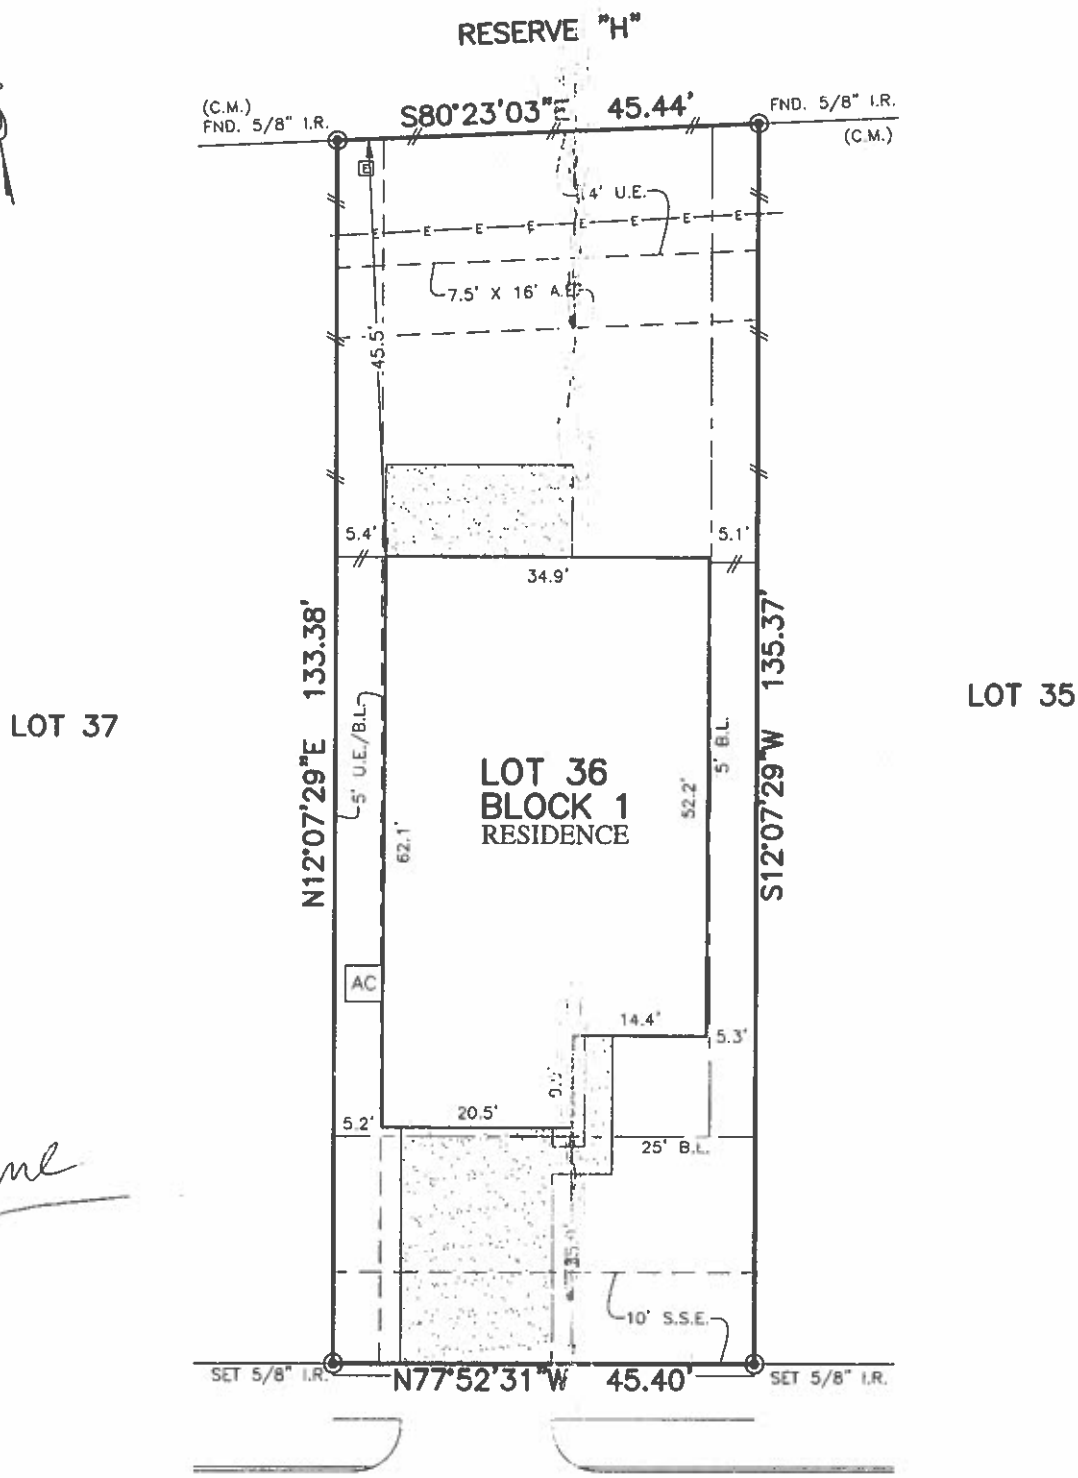 RESERVE "H"
(C.M.)
FND. 5/8" I.R.
S80°23'03"E 45.44'
FND. 5/8" I.R.
(C.M.)
E
14' U.E.
E E E E E E E E
7.5' X 16' A.E.
45.5'
5.4'
5.1'
34.9'
N12°07'29"E 133.38'
S12°07'29"W 135.37'
LOT 37
LOT 35
5' U.E./B.L.
5' B.L.
LOT 36
BLOCK 1
RESIDENCE
62.1'
52.2'
AC
14.4'
5.3'
20.5'
5.2'
25' B.L.
10' S.S.E.
SET 5/8" I.R.
N77°52'31"W 45.40'
SET 5/8" I.R.